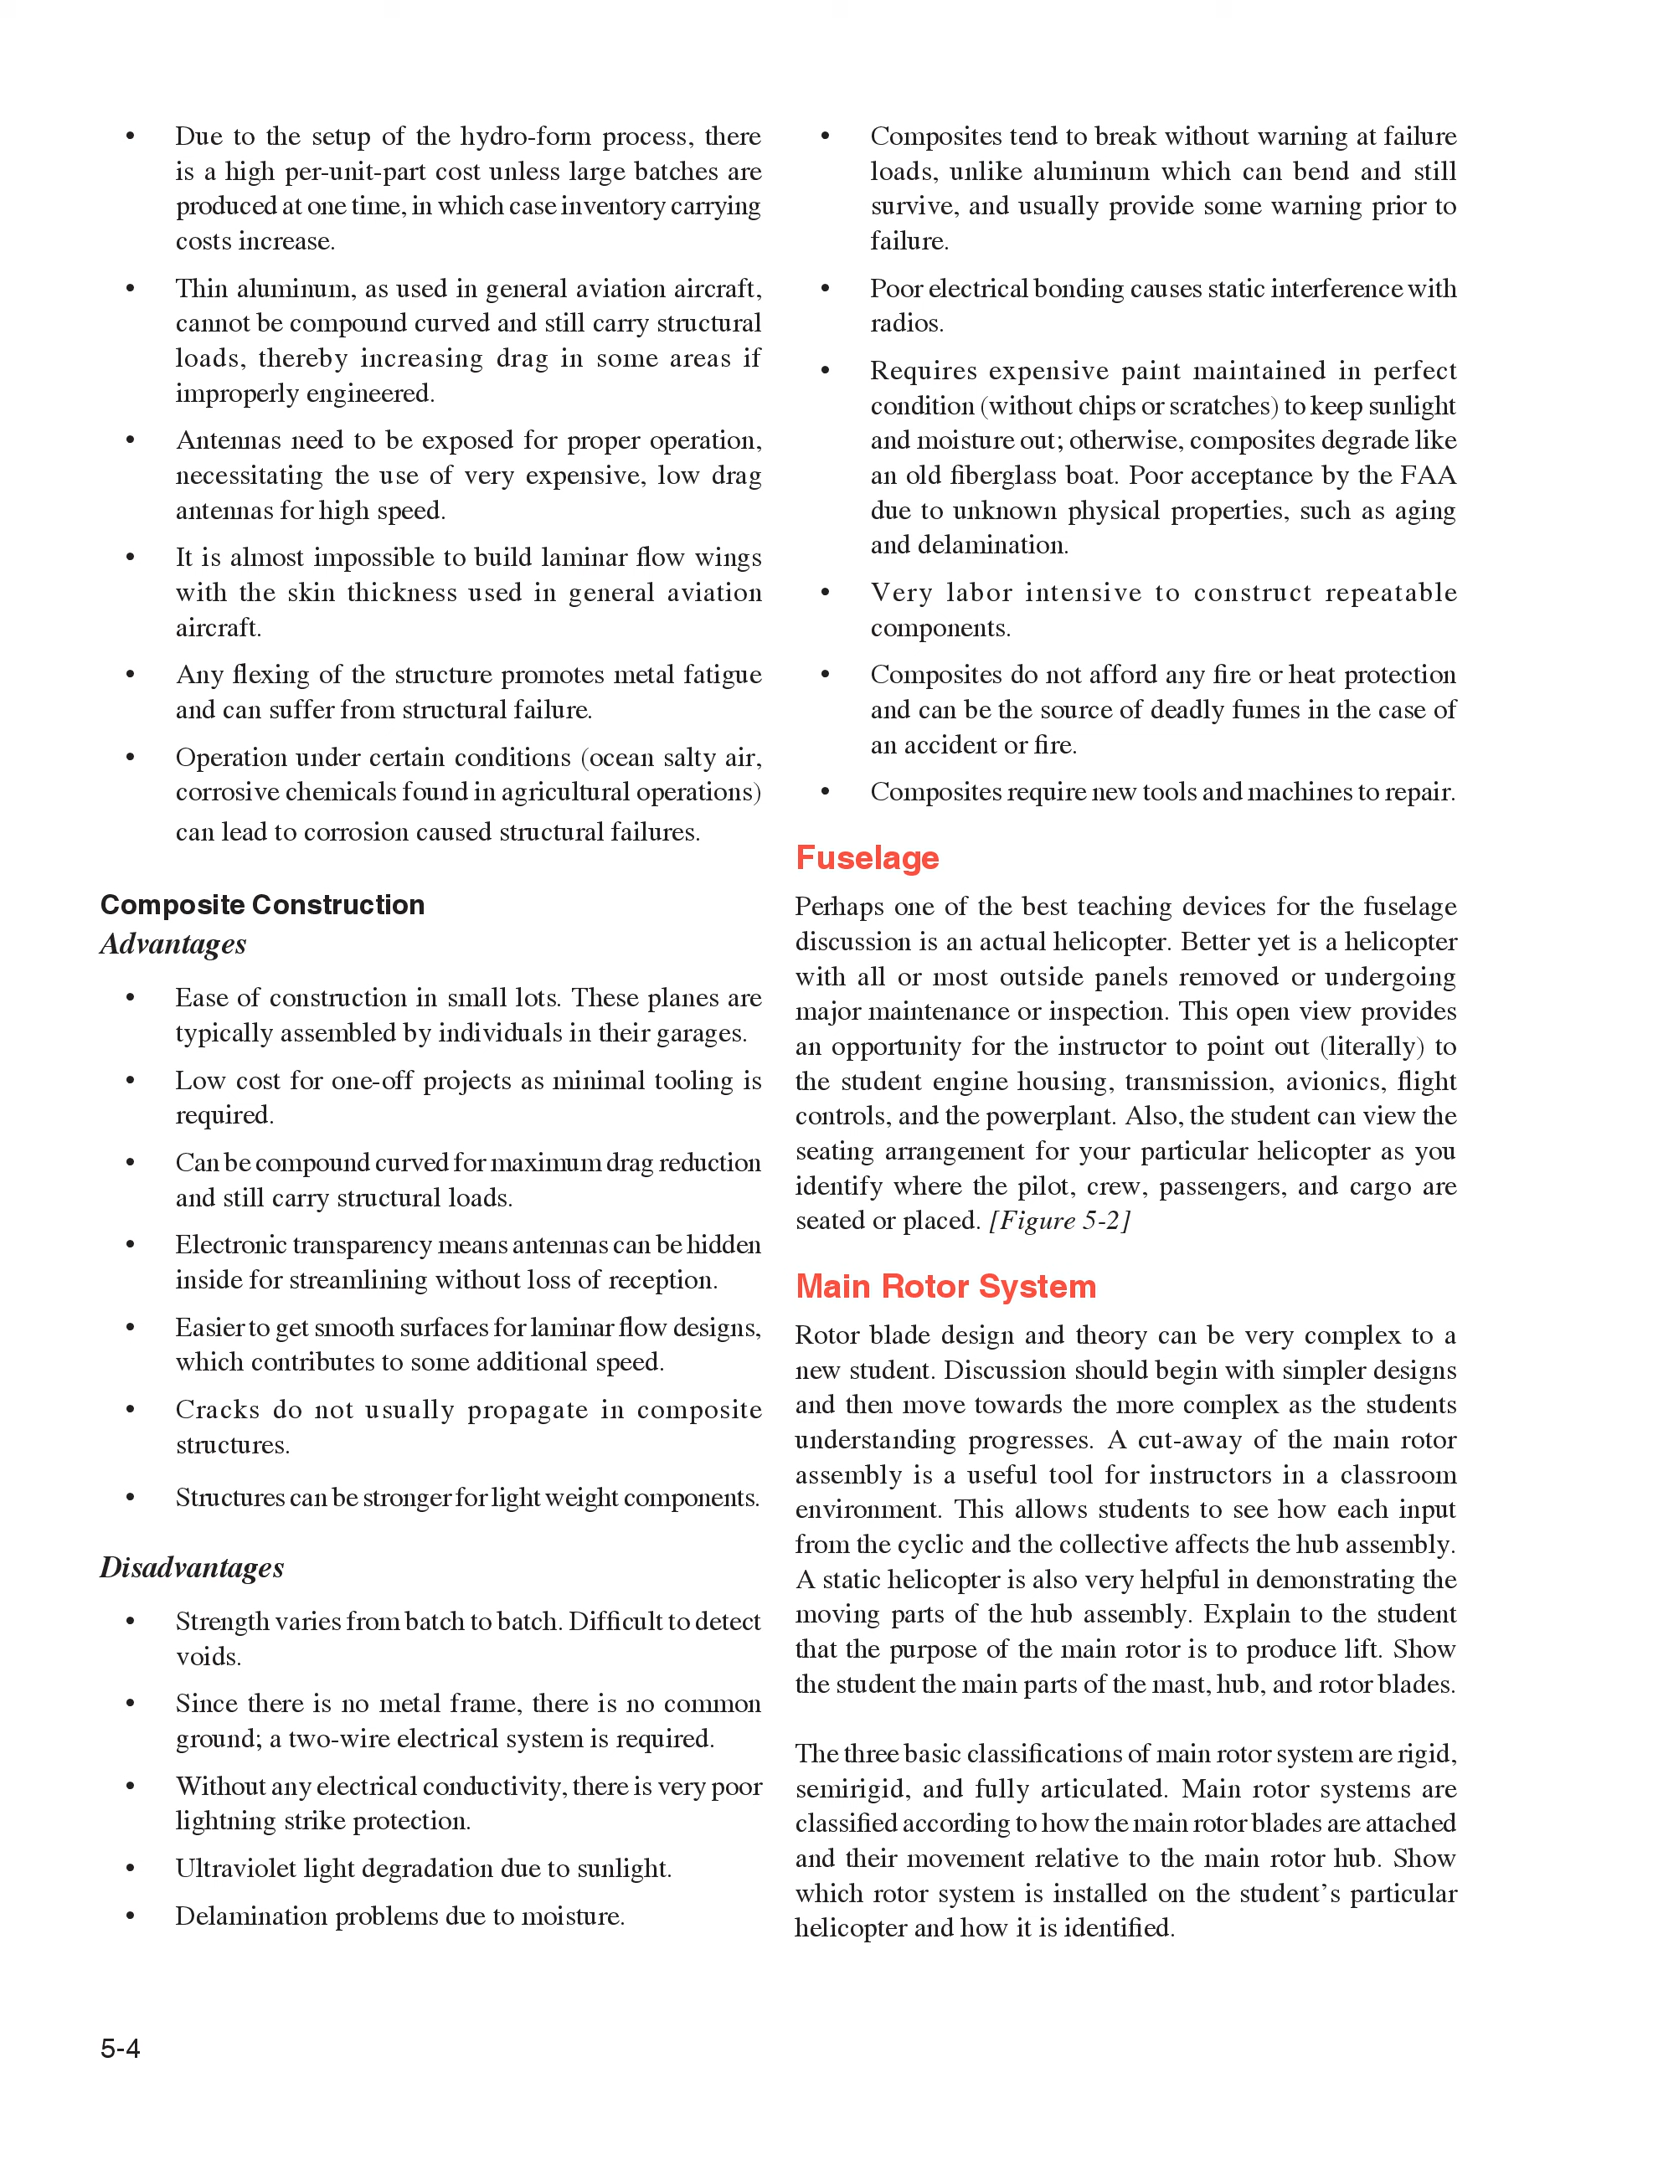 • Due to the setup of the hydro-form process, there
is a high per-unit-part cost unless large batches are
produced at one time, in which case inventory carrying
costs increase.
• Thin aluminum, as used in general aviation aircraft,
cannot be compound curved and still carry structural
loads, thereby increasing drag in some areas if
improperly engineered.
• Antennas need to be exposed for proper operation,
necessitating the use of very expensive, low drag
antennas for high speed.
• It is almost impossible to build laminar flow wings
with the skin thickness used in general aviation
aircraft.
• Any flexing of the structure promotes metal fatigue
and can suffer from structural failure.
• Operation under certain conditions (ocean salty air,
corrosive chemicals found in agricultural operations)
can lead to corrosion caused structural failures.
Composite Construction
Advantages
• Ease of construction in small lots. These planes are
typically assembled by individuals in their garages.
• Low cost for one-off projects as minimal tooling is
required.
• Can be compound curved for maximum drag reduction
and still carry structural loads.
• Electronic transparency means antennas can be hidden
inside for streamlining without loss of reception.
• Easier to get smooth surfaces for laminar flow designs,
which contributes to some additional speed.
• Cracks do not usually propagate in composite
structures.
• Structures can be stronger for light weight components.
Disadvantages
• Strength varies from batch to batch. Difficult to detect
voids.
• Since there is no metal frame, there is no common
ground; a two-wire electrical system is required.
• Without any electrical conductivity, there is very poor
lightning strike protection.
• Ultraviolet light degradation due to sunlight.
• Delamination problems due to moisture.
• Composites tend to break without warning at failure
loads, unlike aluminum which can bend and still
survive, and usually provide some warning prior to
failure.
• Poor electrical bonding causes static interference with
radios.
• Requires expensive paint maintained in perfect
condition (without chips or scratches) to keep sunlight
and moisture out; otherwise, composites degrade like
an old fiberglass boat. Poor acceptance by the FAA
due to unknown physical properties, such as aging
and delamination.
• Very labor intensive to construct repeatable
components.
• Composites do not afford any fire or heat protection
and can be the source of deadly fumes in the case of
an accident or fire.
• Composites require new tools and machines to repair.
Fuselage
Perhaps one of the best teaching devices for the fuselage
discussion is an actual helicopter. Better yet is a helicopter
with all or most outside panels removed or undergoing
major maintenance or inspection. This open view provides
an opportunity for the instructor to point out (literally) to
the student engine housing, transmission, avionics, flight
controls, and the powerplant. Also, the student can view the
seating arrangement for your particular helicopter as you
identify where the pilot, crew, passengers, and cargo are
seated or placed. [Figure 5-2]
Main Rotor System
Rotor blade design and theory can be very complex to a
new student. Discussion should begin with simpler designs
and then move towards the more complex as the students
understanding progresses. A cut-away of the main rotor
assembly is a useful tool for instructors in a classroom
environment. This allows students to see how each input
from the cyclic and the collective affects the hub assembly.
A static helicopter is also very helpful in demonstrating the
moving parts of the hub assembly. Explain to the student
that the purpose of the main rotor is to produce lift. Show
the student the main parts of the mast, hub, and rotor blades.
The three basic classifications of main rotor system are rigid,
semirigid, and fully articulated. Main rotor systems are
classified according to how the main rotor blades are attached
and their movement relative to the main rotor hub. Show
which rotor system is installed on the student's particular
helicopter and how it is identified.
5-4